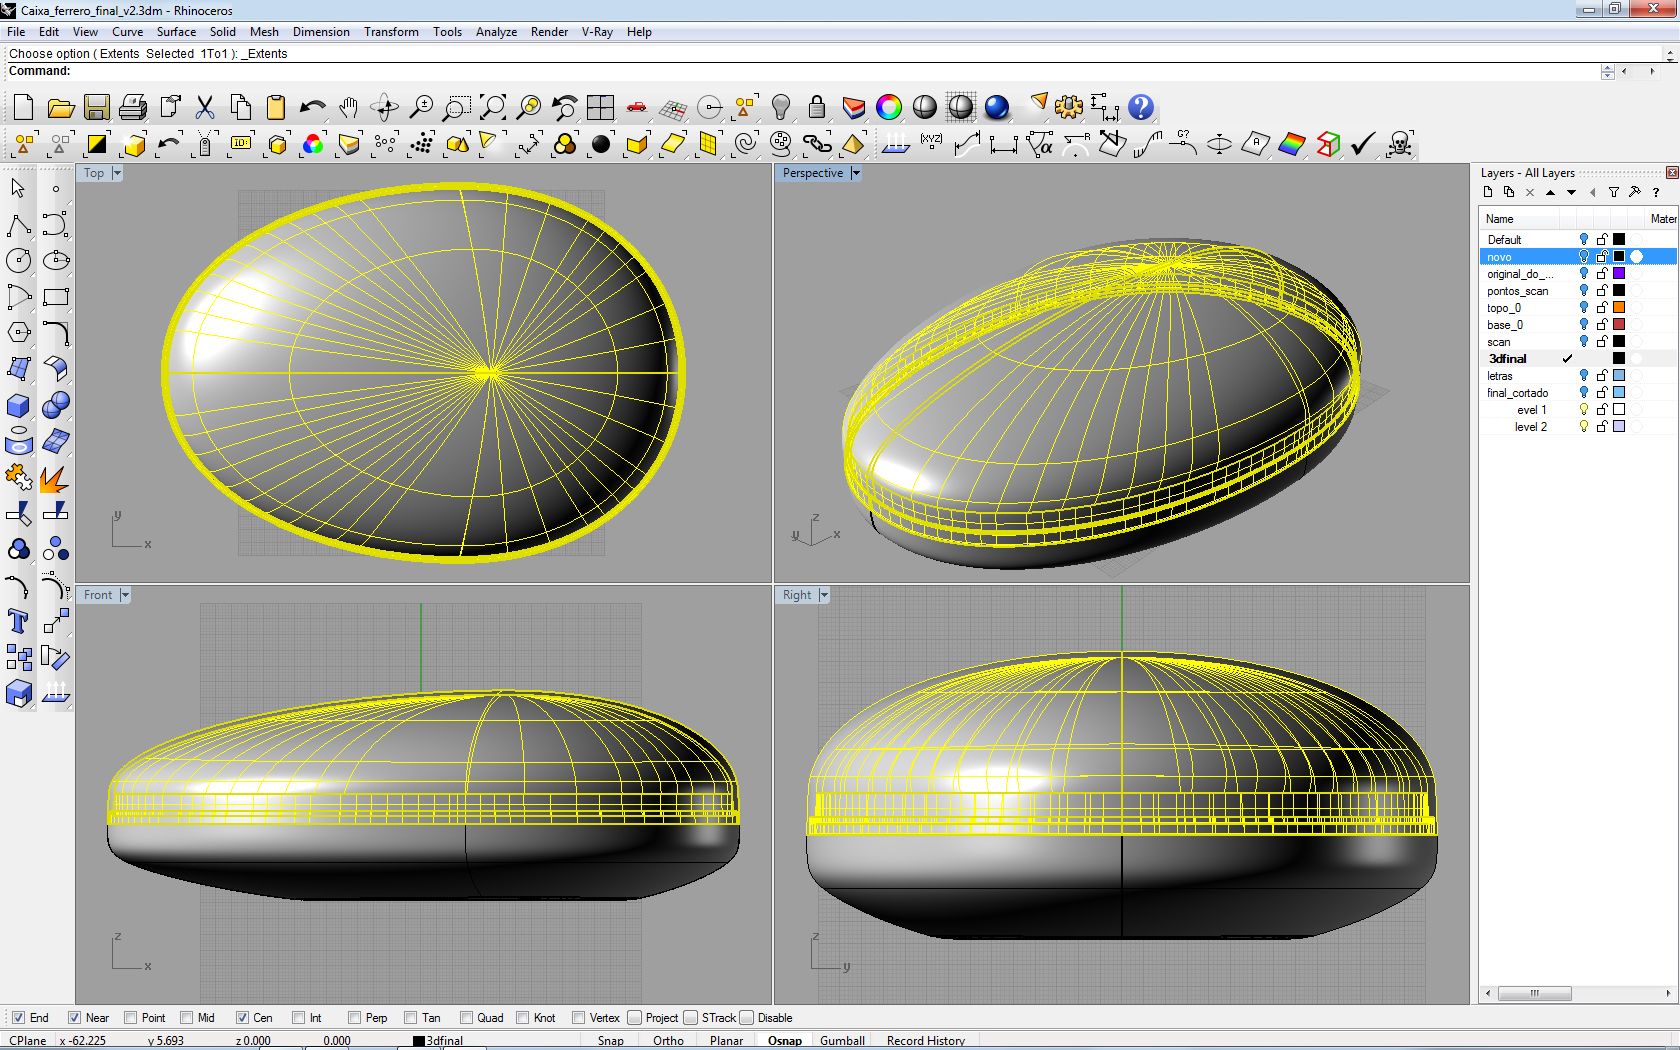 Caixa_ferrero_final_v2.3dm - Rhinoceros
File Edit View Curve Surface Solid Mesh Dimension Transform Tools Analyze Render V-Ray Help
Choose option ( Extents Selected 1To1 ): _Extents
Command:
ID:
[XYZ]
G?
A
Top
Perspective
Front
Right
y
x
z
y
x
z
x
z
y
Layers - All Layers
Name Mater
Default
novo
original_do_...
pontos_scan
topo_0
base_0
scan
3dfinal
letras
final_cortado
evel 1
level 2
End Near Point Mid Cen Int Perp Tan Quad Knot Vertex Project STrack Disable
CPlane x -62.225 y 5.693 z 0.000 0.000 3dfinal Snap Ortho Planar Osnap Gumball Record History